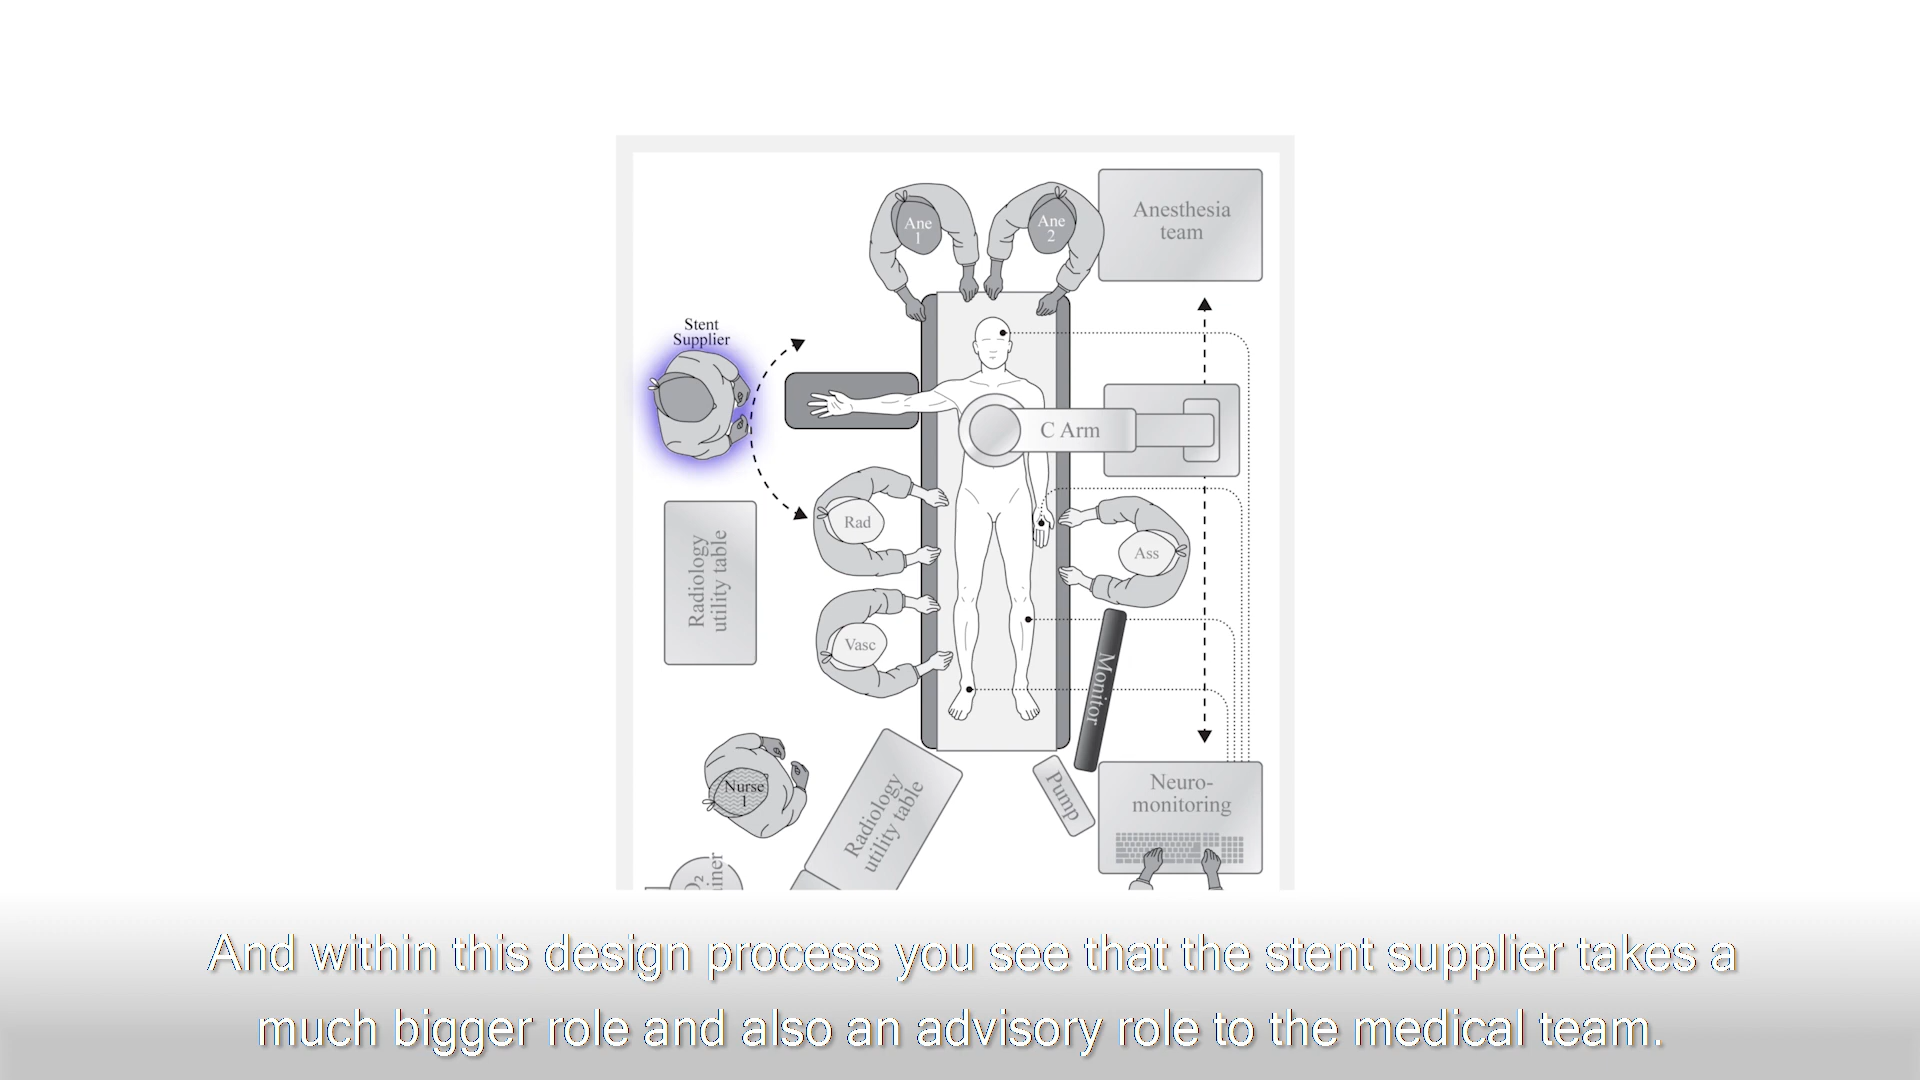 Ane
1
Ane
2
Anesthesia
team
Stent
Supplier
C Arm
Rad
Ass
Radiology
utility table
Vasc
Monitor
Nurse
1
Radiology
utility table
Pump
Neuro-
monitoring
And within this design process you see that the stent supplier takes a
much bigger role and also an advisory role to the medical team.